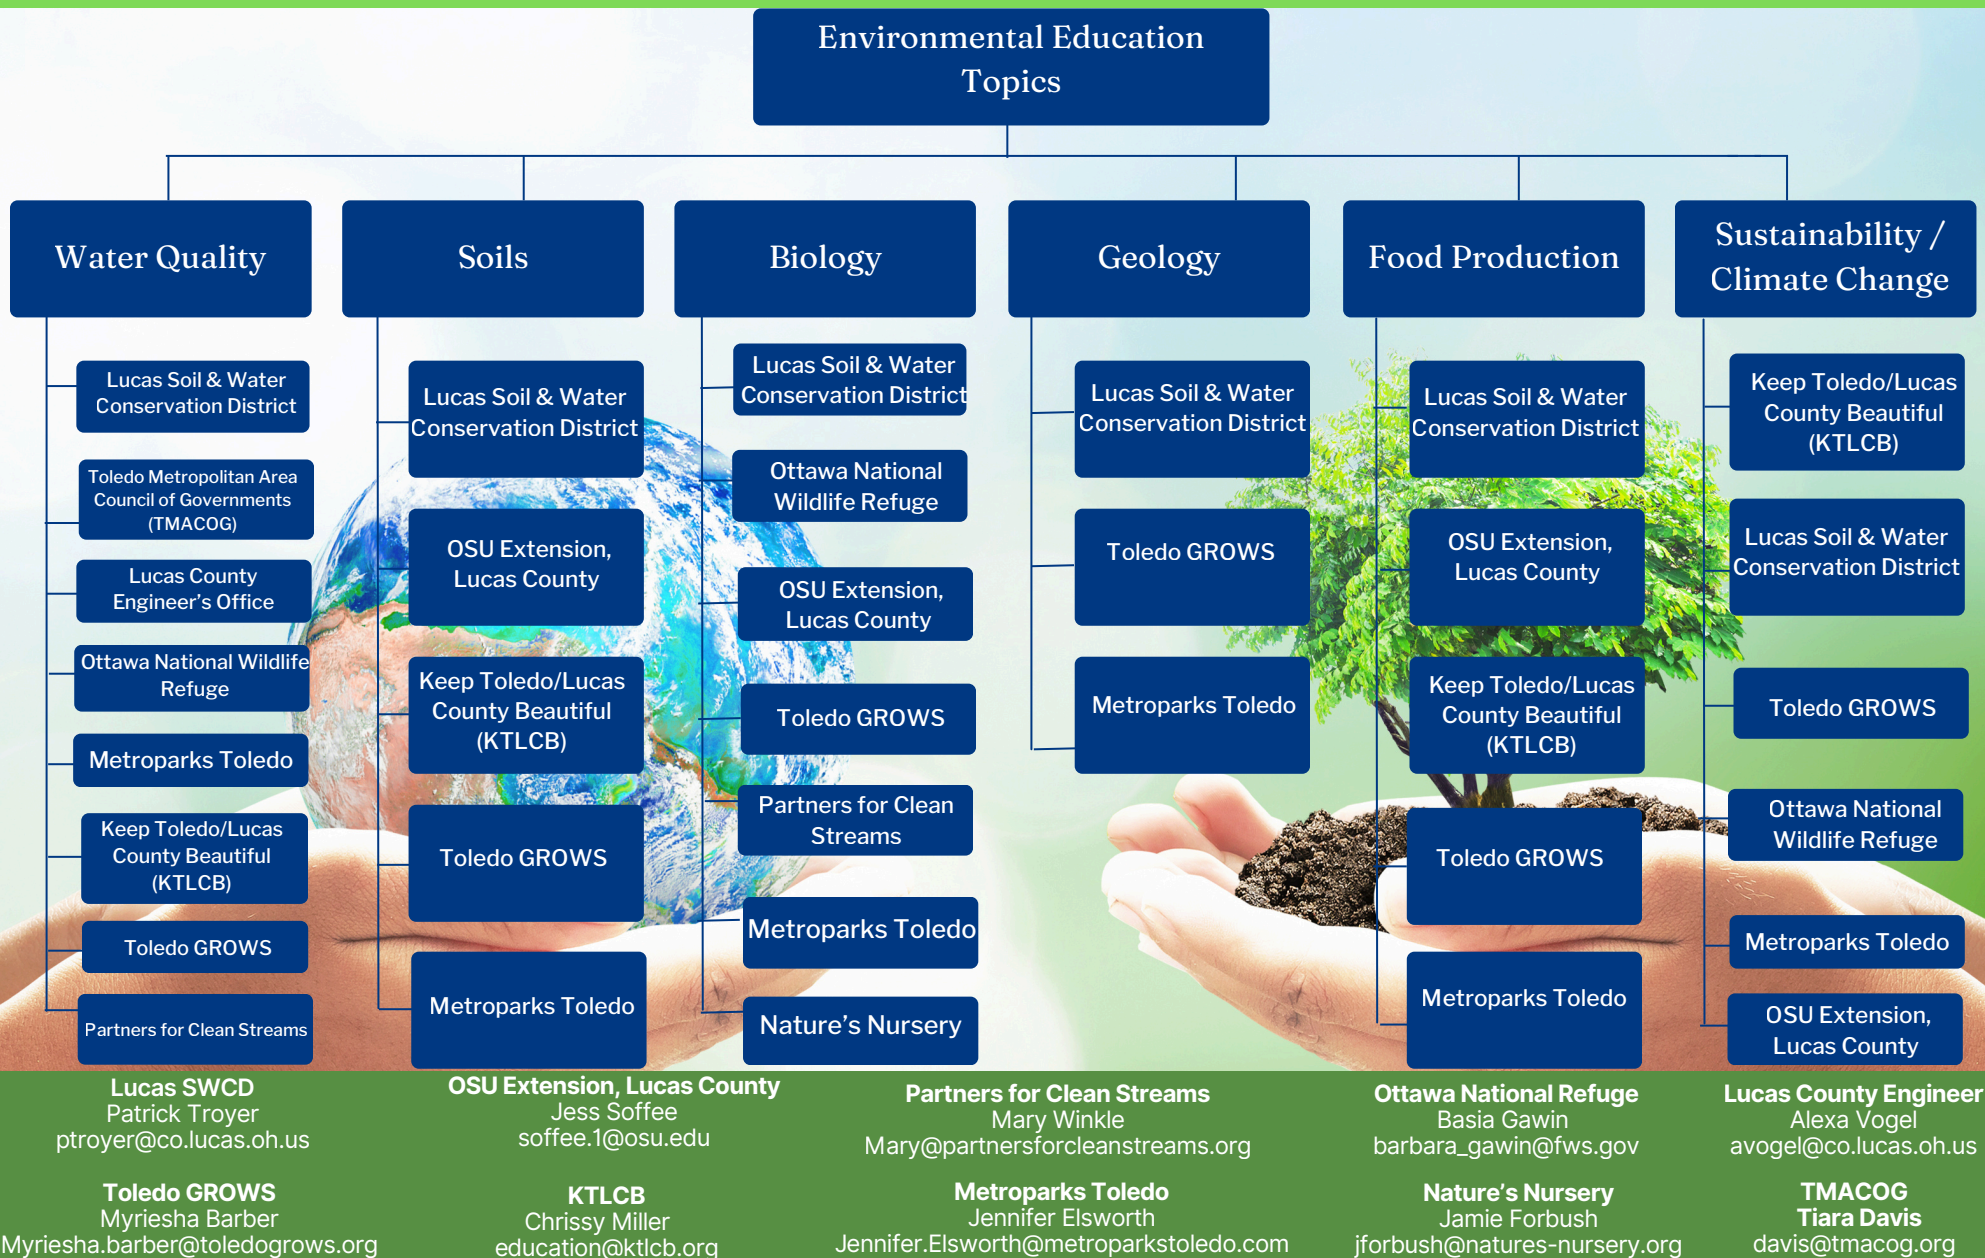 Environmental Education
Topics
Water Quality
Lucas Soil & Water
Conservation District
Toledo Metropolitan Area
Council of Governments
(TMACOG)
Lucas County
Engineer’s Office
Ottawa National Wildlife
Refuge
Metroparks Toledo
Keep Toledo/Lucas
County Beautiful
(KTLCB)
Toledo GROWS
Partners for Clean Streams
Soils
Lucas Soil & Water
Conservation District
OSU Extension,
Lucas County
Keep Toledo/Lucas
County Beautiful
(KTLCB)
Toledo GROWS
Metroparks Toledo
Biology
Lucas Soil & Water
Conservation District
Ottawa National
Wildlife Refuge
OSU Extension,
Lucas County
Toledo GROWS
Partners for Clean
Streams
Metroparks Toledo
Nature’s Nursery
Geology
Lucas Soil & Water
Conservation District
Toledo GROWS
Metroparks Toledo
Food Production
Lucas Soil & Water
Conservation District
OSU Extension,
Lucas County
Keep Toledo/Lucas
County Beautiful
(KTLCB)
Toledo GROWS
Metroparks Toledo
Sustainability /
Climate Change
Keep Toledo/Lucas
County Beautiful
(KTLCB)
Lucas Soil & Water
Conservation District
Toledo GROWS
Ottawa National
Wildlife Refuge
Metroparks Toledo
OSU Extension,
Lucas County
Lucas SWCD
Patrick Troyer
ptroyer@co.lucas.oh.us
OSU Extension, Lucas County
Jess Soffee
soffee.1@osu.edu
Partners for Clean Streams
Mary Winkle
Mary@partnersforcleanstreams.org
Ottawa National Refuge
Basia Gawin
barbara_gawin@fws.gov
Lucas County Engineer
Alexa Vogel
avogel@co.lucas.oh.us
Toledo GROWS
Myriesha Barber
Myriesha.barber@toledogrows.org
KTLCB
Chrissy Miller
education@ktlcb.org
Metroparks Toledo
Jennifer Elsworth
Jennifer.Elsworth@metroparkstoledo.com
Nature’s Nursery
Jamie Forbush
jforbush@natures-nursery.org
TMACOG
Tiara Davis
davis@tmacog.org